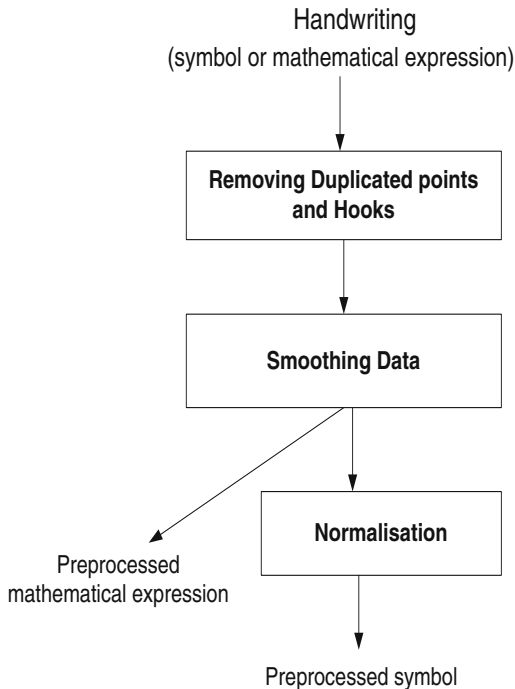 Handwriting
(symbol or mathematical expression)
Removing Duplicated points
and Hooks
Smoothing Data
Normalisation
Preprocessed
mathematical expression
Preprocessed symbol